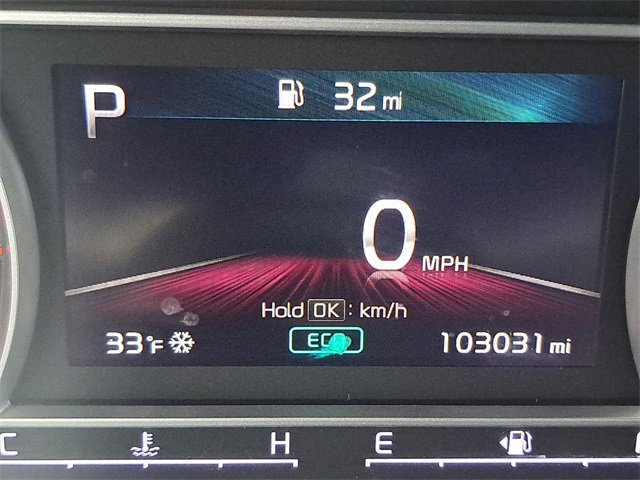 P
32 mi
0 MPH
Hold OK : km/h
33°F
ECO
103031 mi
C H E